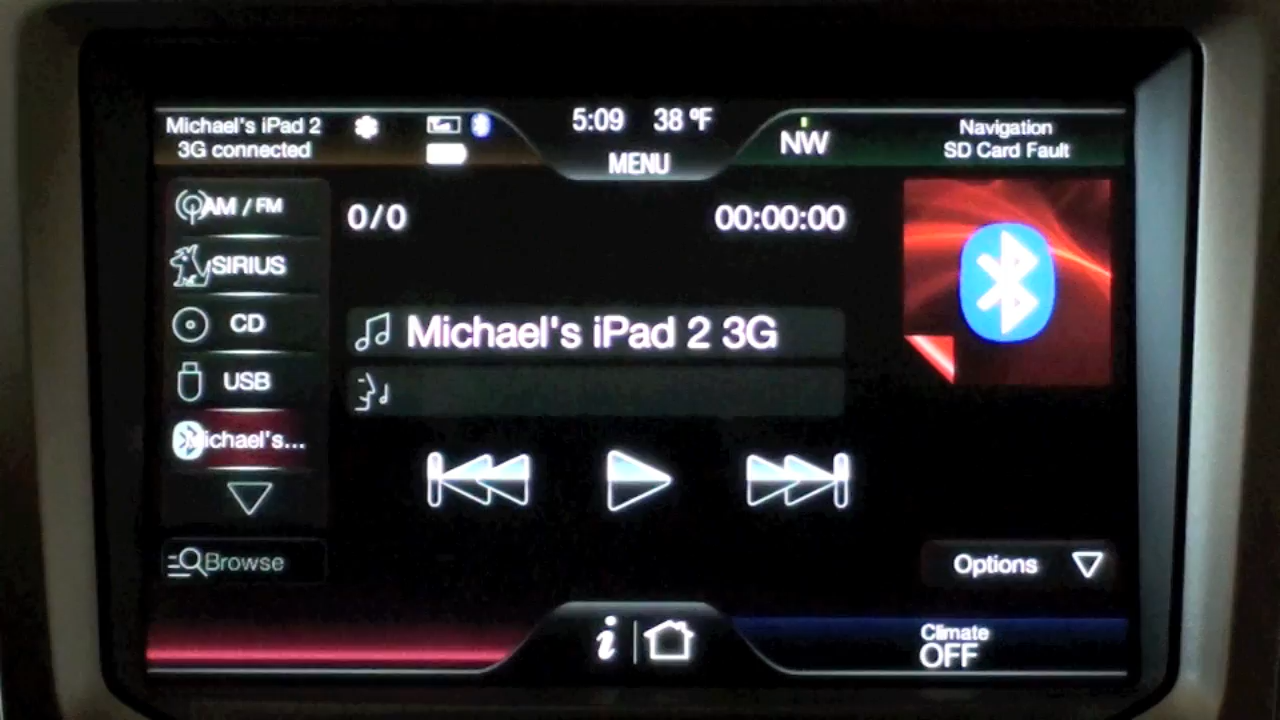 Michael's iPad 2
3G connected
5:09 38 °F
MENU
NW
Navigation
SD Card Fault
AM / FM
SIRIUS
CD
USB
Michael's...
Browse
0/0 00:00:00
Michael's iPad 2 3G
Options
i
Climate
OFF